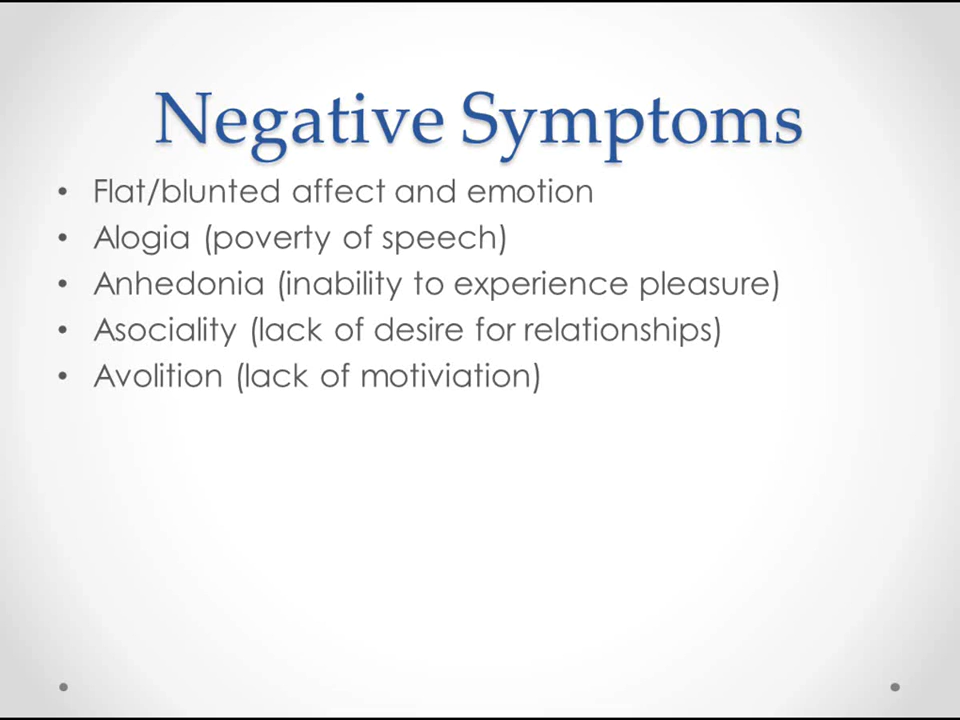 Negative Symptoms
• Flat/blunted affect and emotion
• Alogia (poverty of speech)
• Anhedonia (inability to experience pleasure)
• Asociality (lack of desire for relationships)
• Avolition (lack of motiviation)